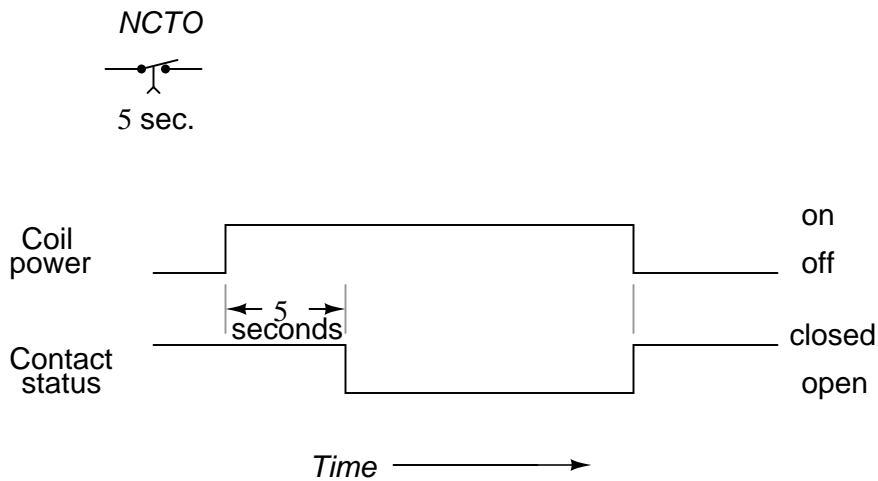 NCTO
5 sec.
Coil
power
on
off
5
seconds
Contact
status
closed
open
Time